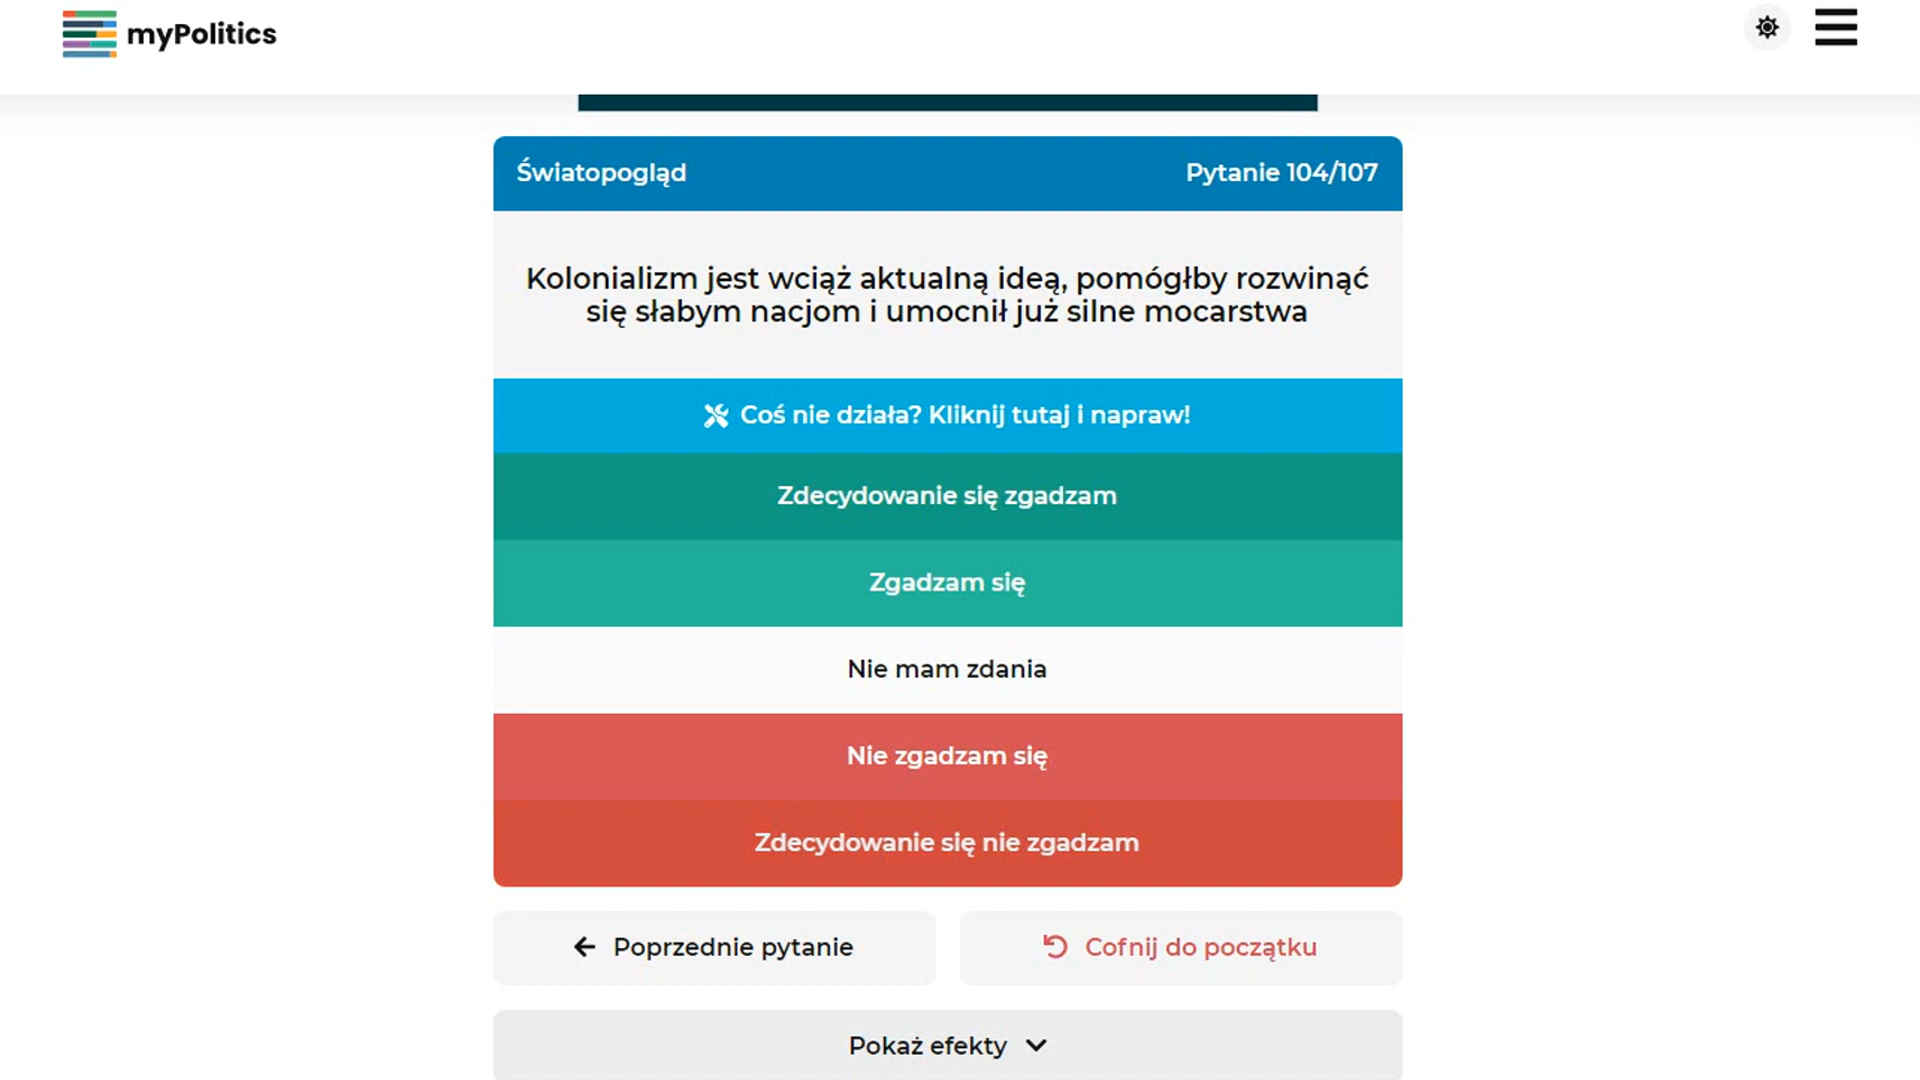 myPolitics
Światopogląd
Pytanie 104/107
Kolonializm jest wciąż aktualną ideą, pomógłby rozwinąć
się słabym nacjom i umocnił już silne mocarstwa
Coś nie działa? Kliknij tutaj i napraw!
Zdecydowanie się zgadzam
Zgadzam się
Nie mam zdania
Nie zgadzam się
Zdecydowanie się nie zgadzam
Poprzednie pytanie
Cofnij do początku
Pokaż efekty